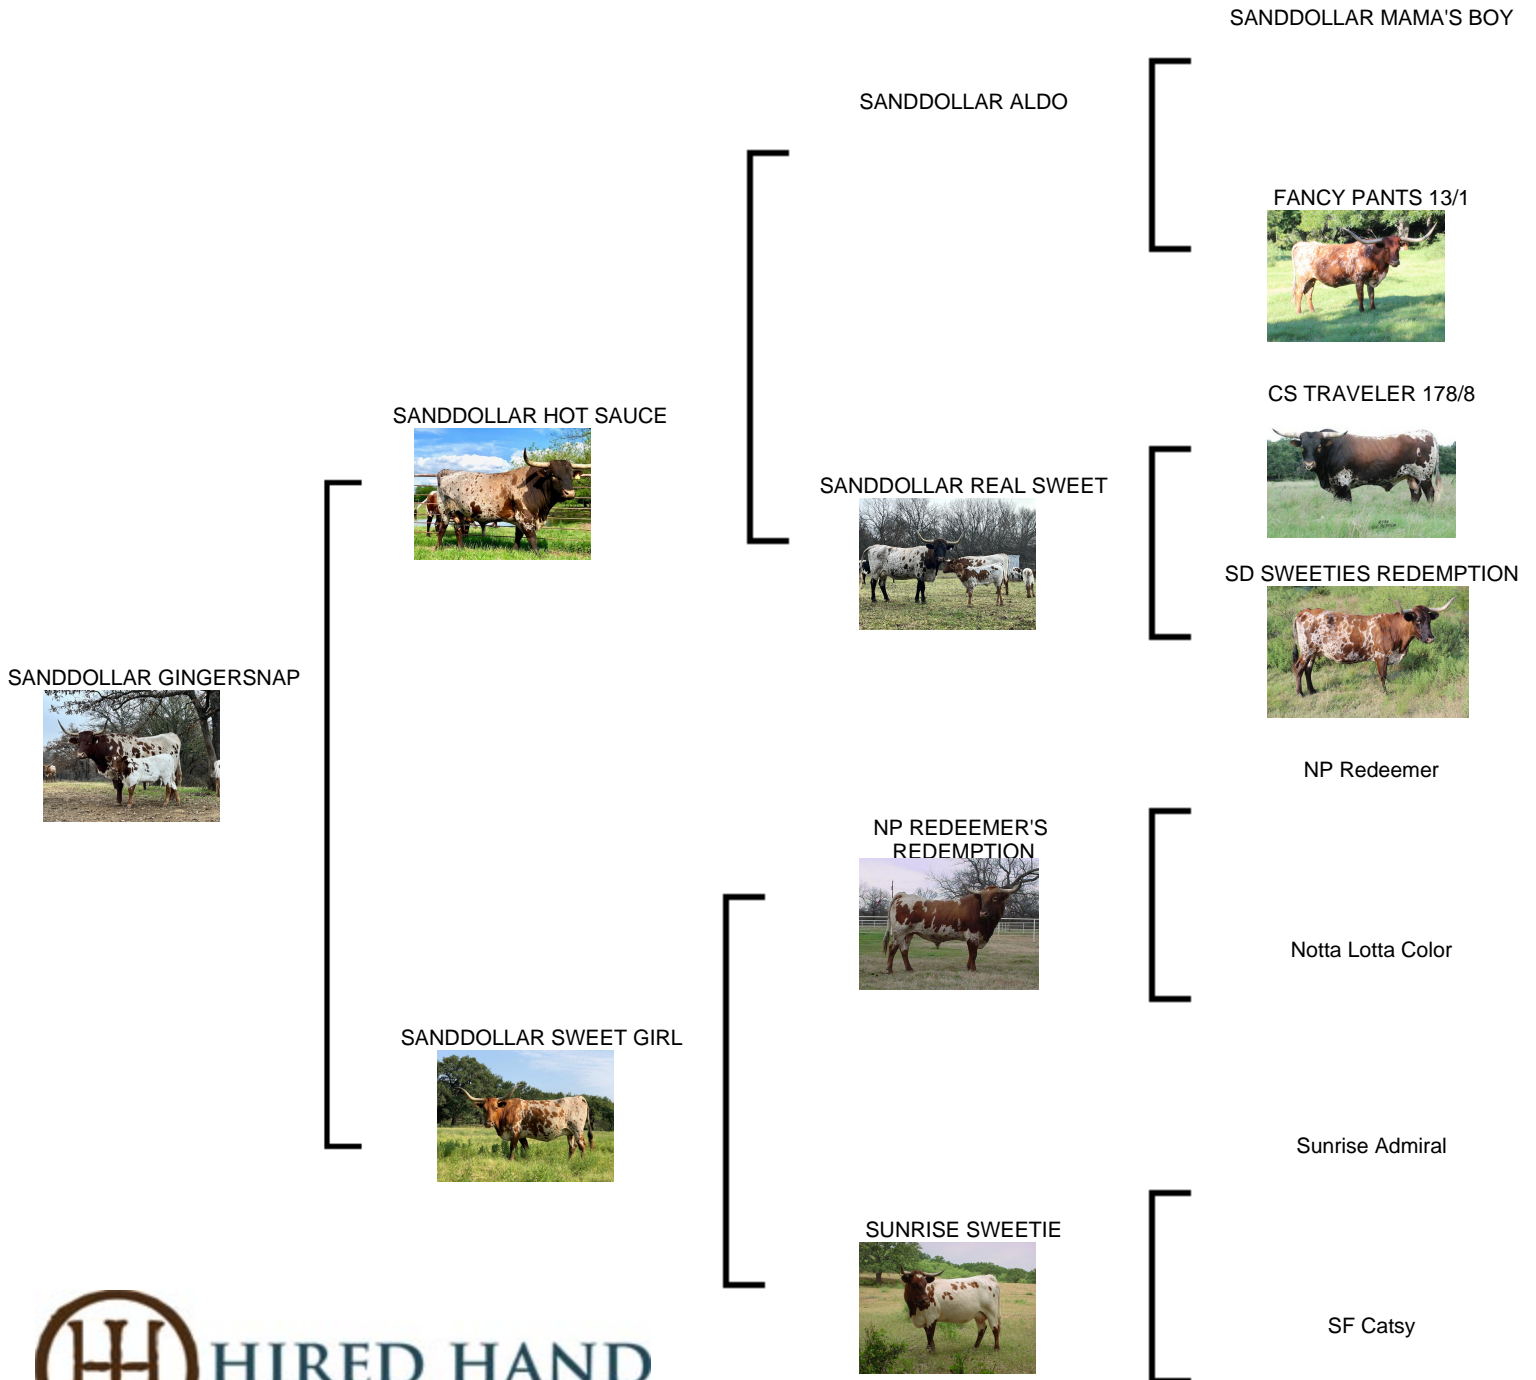 SANDDOLLAR MAMA'S BOY
SANDDOLLAR ALDO
FANCY PANTS 13/1
CS TRAVELER 178/8
SANDDOLLAR HOT SAUCE
SANDDOLLAR REAL SWEET
SD SWEETIES REDEMPTION
SANDDOLLAR GINGERSNAP
NP Redeemer
NP REDEEMER'S
REDEMPTION
Notta Lotta Color
SANDDOLLAR SWEET GIRL
Sunrise Admiral
SUNRISE SWEETIE
SF Catsy
HIRED HAND